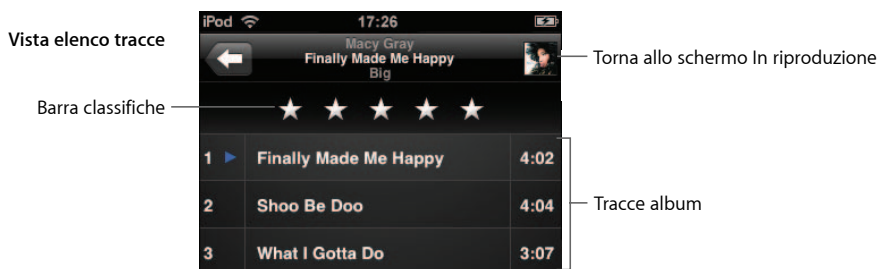 iPod 17:26
Vista elenco tracce
Macy Gray
Finally Made Me Happy
Big
Torna allo schermo In riproduzione
Barra classifiche
1 Finally Made Me Happy 4:02
2 Shoo Be Doo 4:04
Tracce album
3 What I Gotta Do 3:07